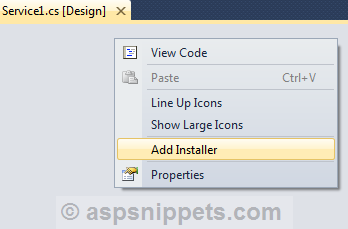 Service1.cs [Design]
View Code
Paste Ctrl+V
Line Up Icons
Show Large Icons
Add Installer
Properties
© aspsnippets.com